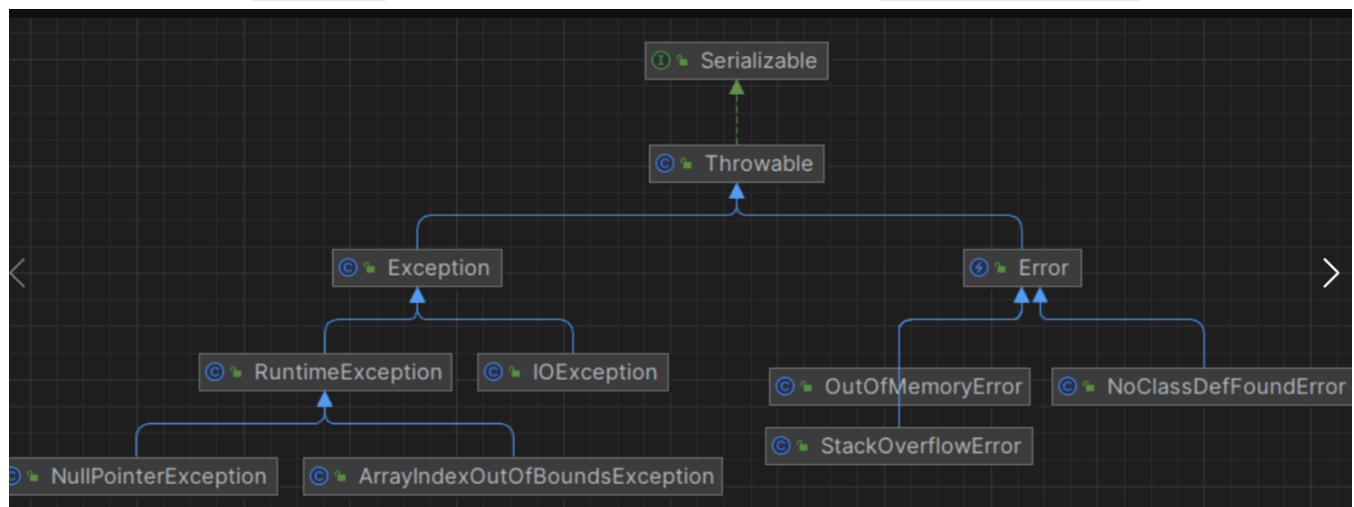 Serializable
Throwable
Exception
Error
RuntimeException
IOException
OutOfMemoryError
NoClassDefFoundError
StackOverflowError
NullPointerException
ArrayIndexOutOfBoundsException